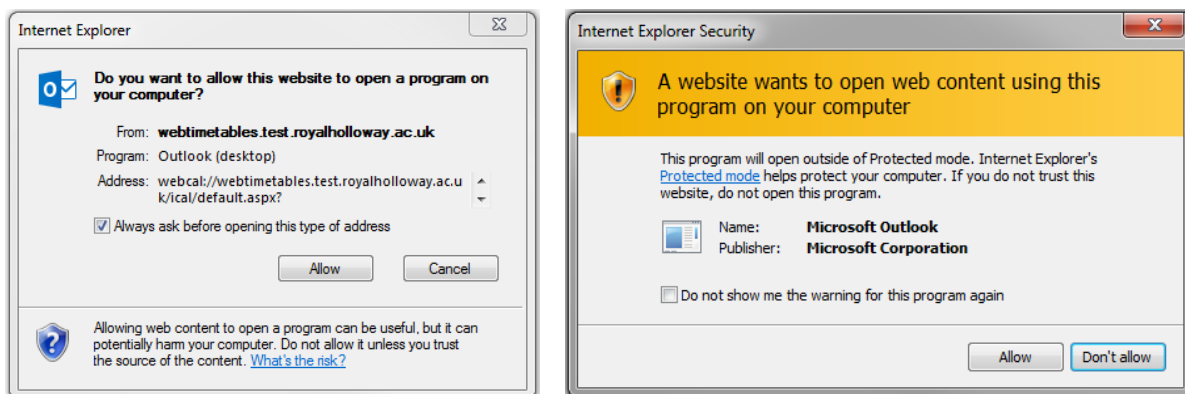 Internet Explorer
Do you want to allow this website to open a program on
your computer?
From: webtimetables.test.royalholloway.ac.uk
Program: Outlook (desktop)
Address: webcal://webtimetables.test.royalholloway.ac.u
k/ical/default.aspx?
Always ask before opening this type of address
Allow Cancel
Allowing web content to open a program can be useful, but it can
potentially harm your computer. Do not allow it unless you trust
the source of the content. What's the risk?
Internet Explorer Security
A website wants to open web content using this
program on your computer
This program will open outside of Protected mode. Internet Explorer's
Protected mode helps protect your computer. If you do not trust this
website, do not open this program.
Name: Microsoft Outlook
Publisher: Microsoft Corporation
Do not show me the warning for this program again
Allow Don't allow